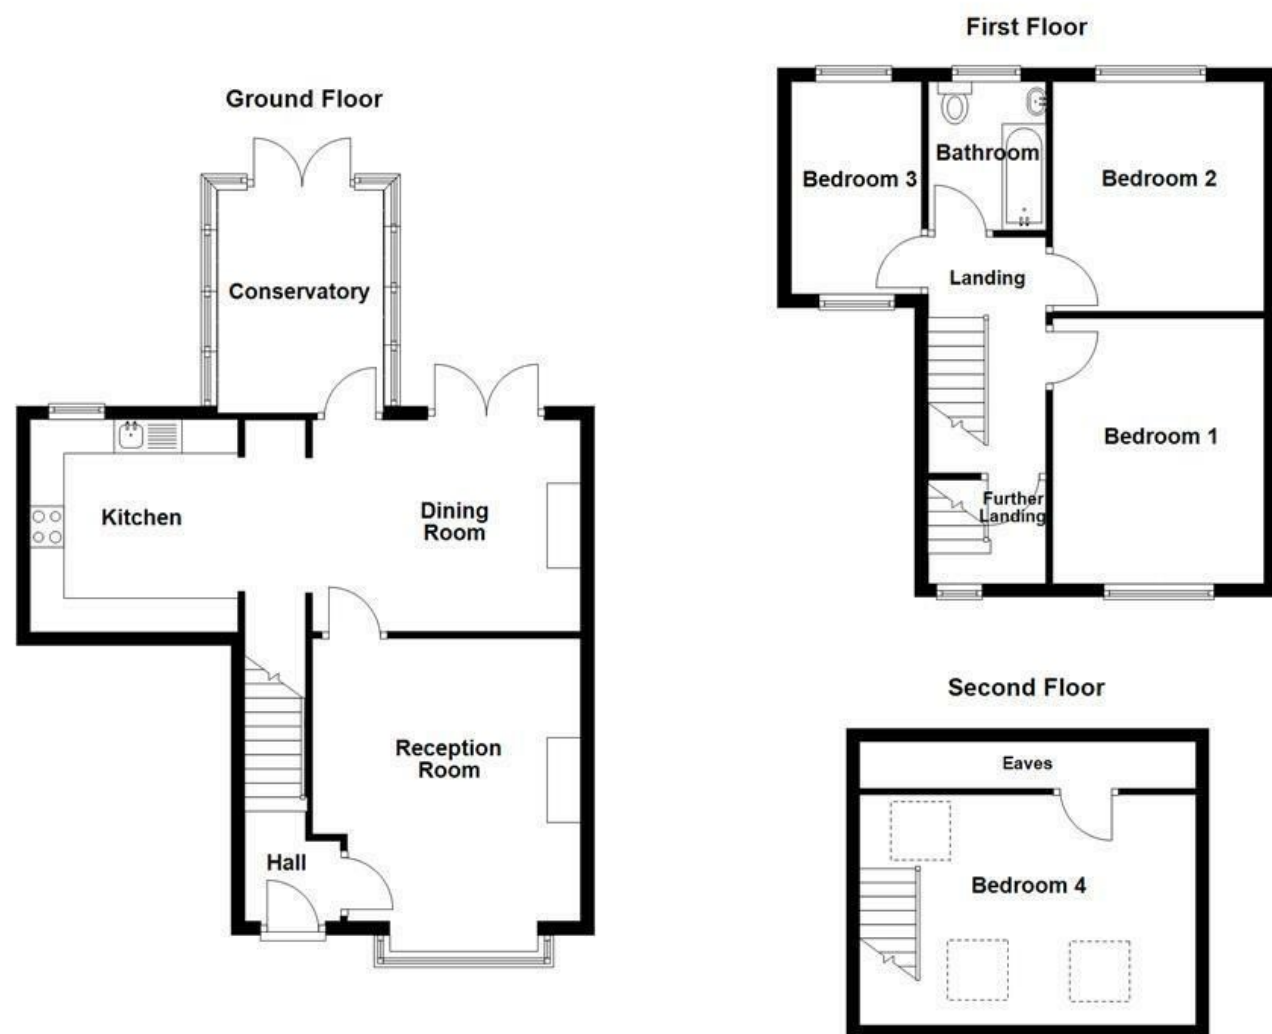 Ground Floor
Conservatory
Kitchen
Dining
Room
Reception
Room
Hall
First Floor
Bedroom 3
Bathroom
Bedroom 2
Landing
Bedroom 1
Further
Landing
Second Floor
Eaves
Bedroom 4